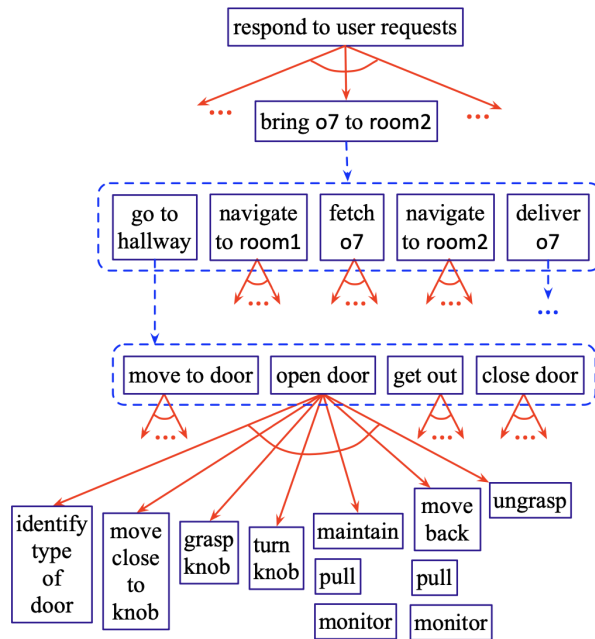 respond to user requests
...
bring o7 to room2
...
go to
hallway
navigate
to room1
fetch
o7
navigate
to room2
deliver
o7
...
...
...
...
move to door
open door
get out
close door
...
...
...
identify
type
of
door
move
close
to
knob
grasp
knob
turn
knob
maintain
pull
monitor
move
back
pull
monitor
ungrasp